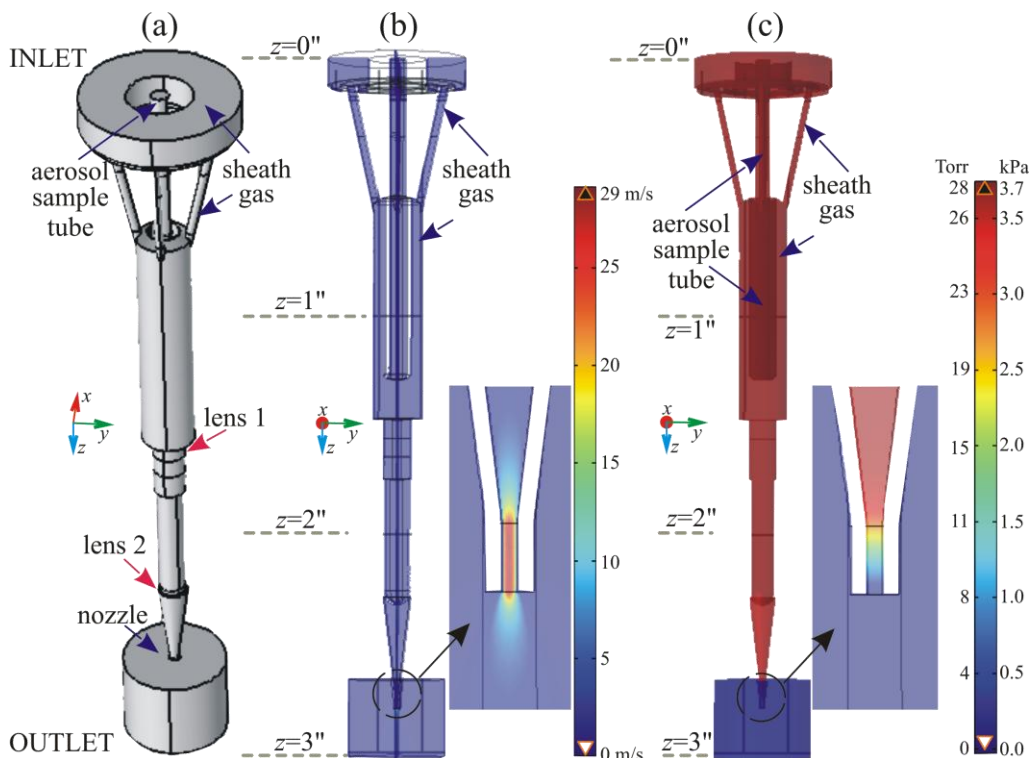 (a)
INLET
aerosol
sample
tube
sheath
gas
x
y
z
lens 1
lens 2
nozzle
OUTLET
(b)
z=0"
sheath
gas
z=1"
x
y
z
z=2"
z=3"
29 m/s
25
20
15
10
5
0 m/s
(c)
z=0"
sheath
gas
aerosol
sample
tube
z=1"
x
y
z
z=2"
z=3"
Torr kPa
28 3.7
26 3.5
23 3.0
19 2.5
15 2.0
11 1.5
8 1.0
4 0.5
0 0.0